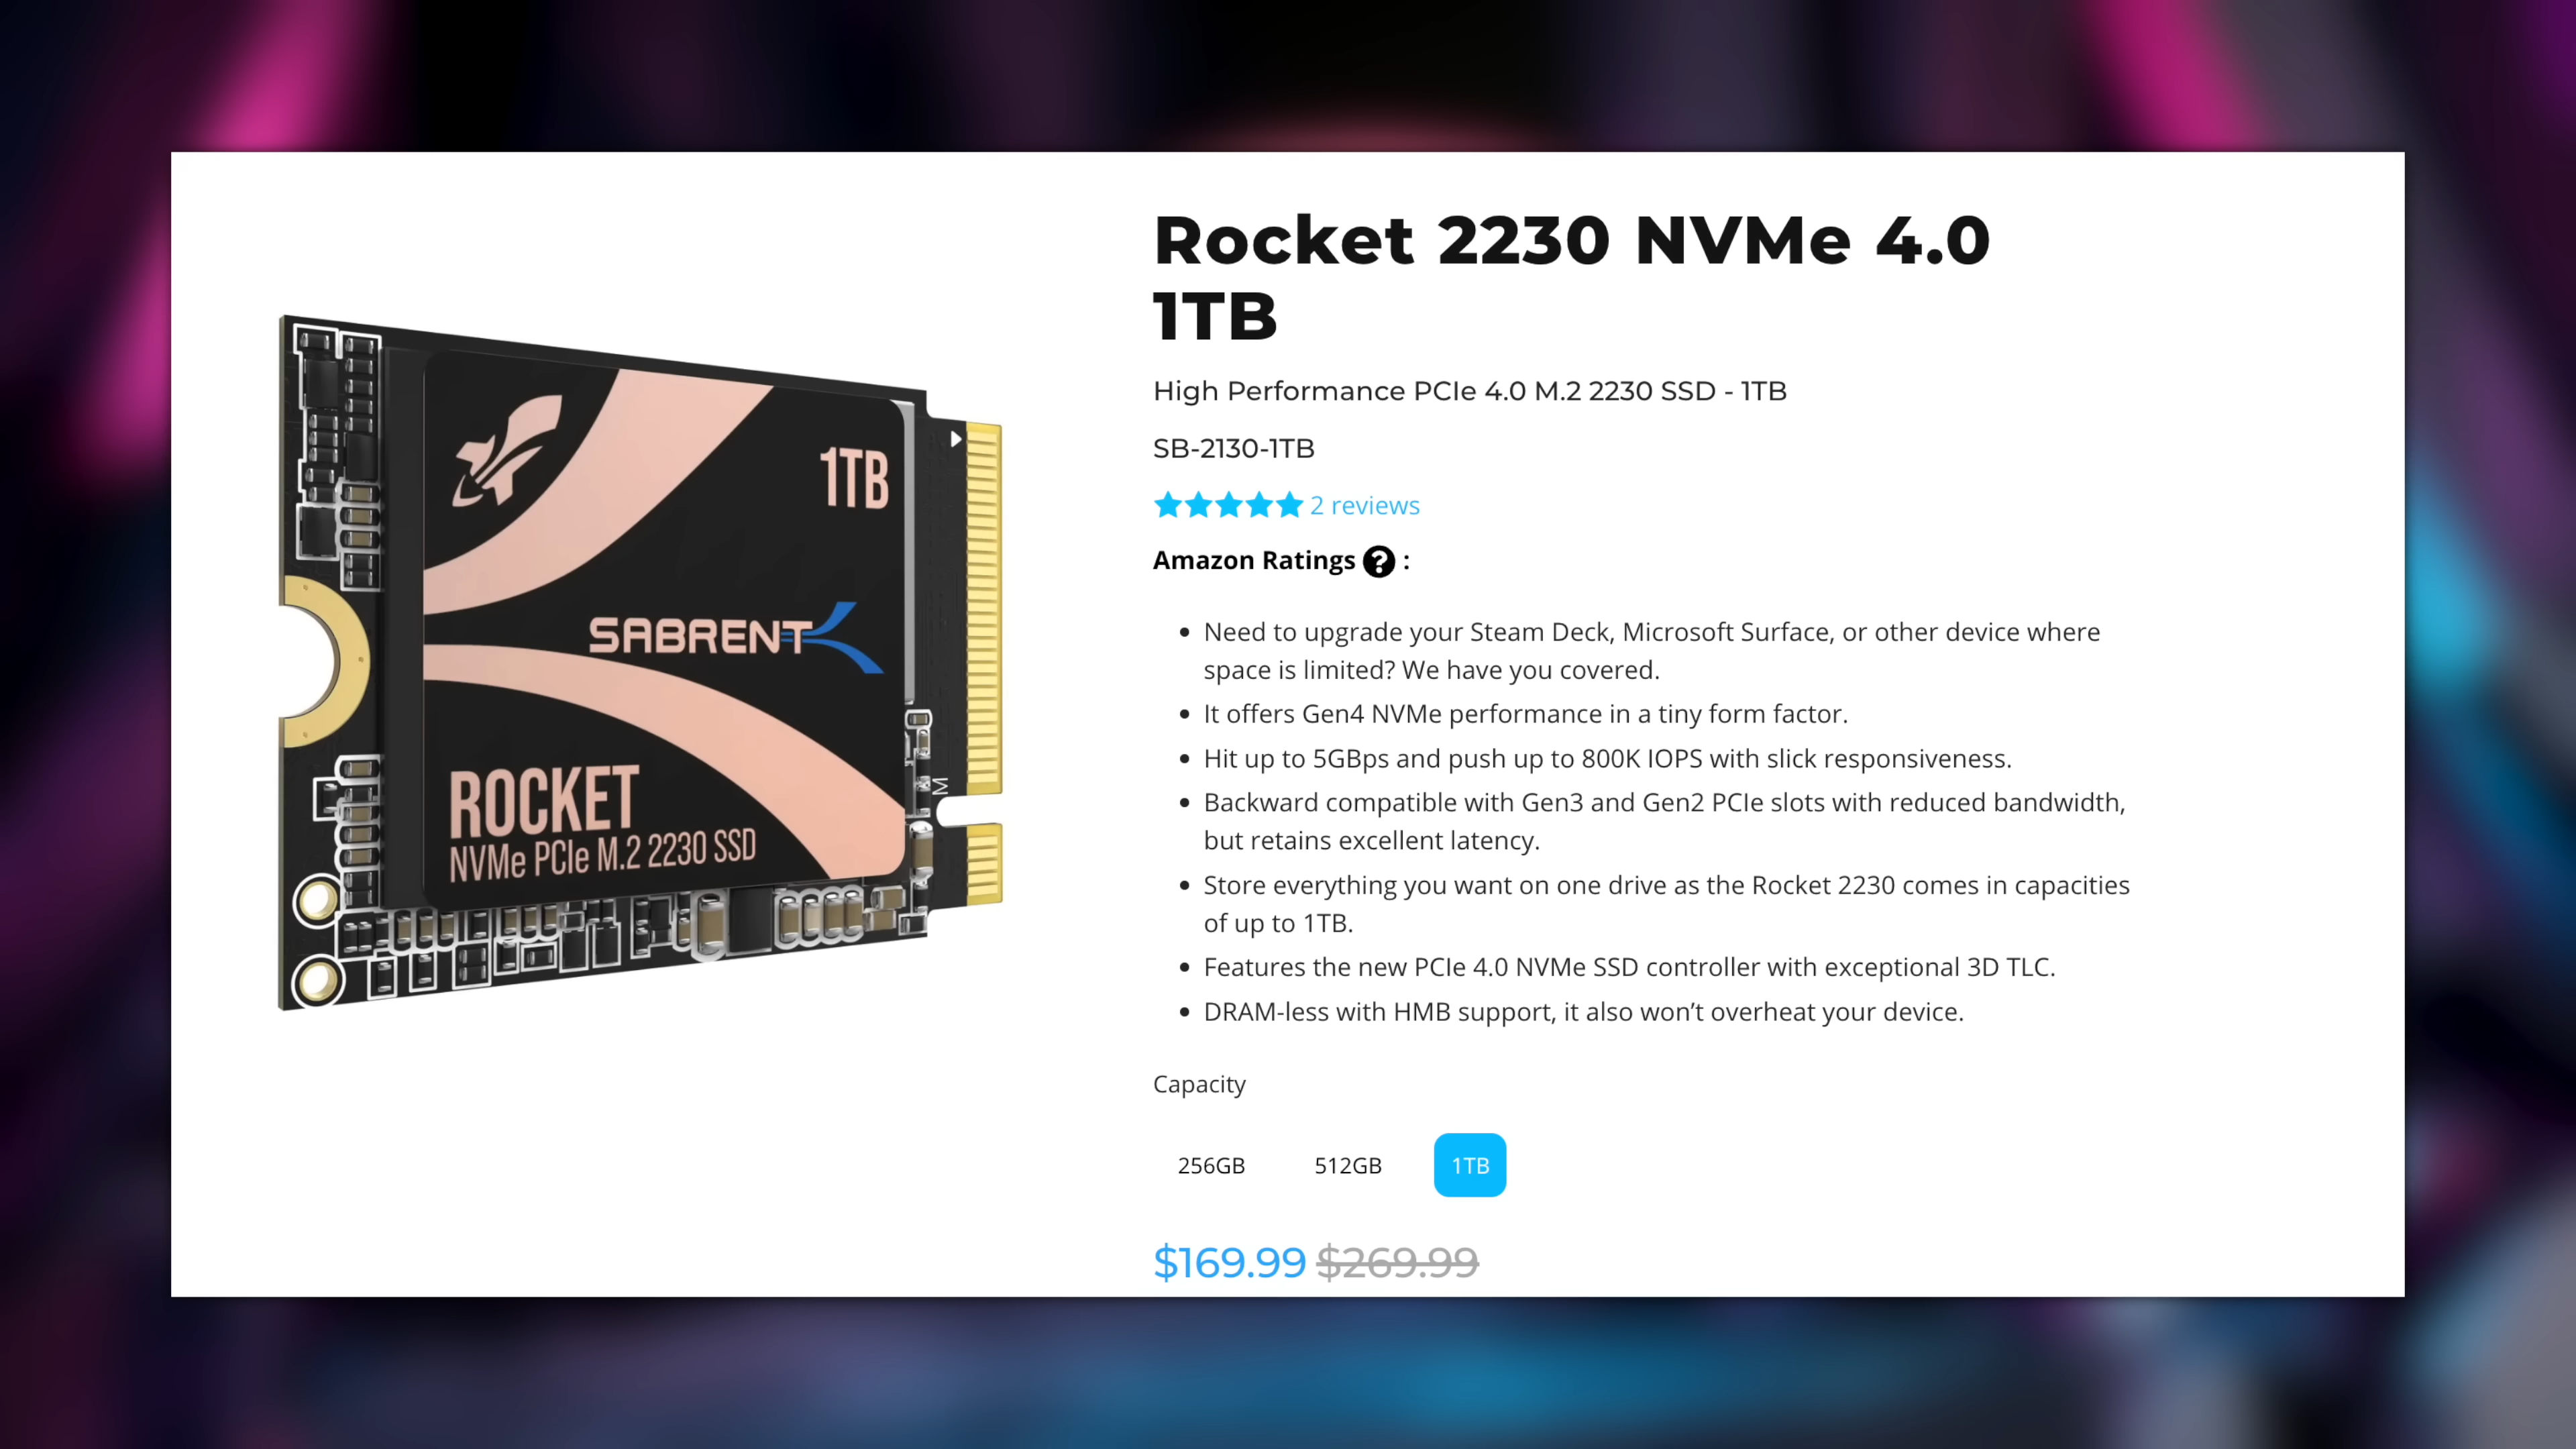 1TB
SABRENT
ROCKET
NVMe PCIe M.2 2230 SSD
M
Rocket 2230 NVMe 4.0
1TB
High Performance PCIe 4.0 M.2 2230 SSD - 1TB
SB-2130-1TB
2 reviews
Amazon Ratings ? :
• Need to upgrade your Steam Deck, Microsoft Surface, or other device where
space is limited? We have you covered.
• It offers Gen4 NVMe performance in a tiny form factor.
• Hit up to 5GBps and push up to 800K IOPS with slick responsiveness.
• Backward compatible with Gen3 and Gen2 PCIe slots with reduced bandwidth,
but retains excellent latency.
• Store everything you want on one drive as the Rocket 2230 comes in capacities
of up to 1TB.
• Features the new PCIe 4.0 NVMe SSD controller with exceptional 3D TLC.
• DRAM-less with HMB support, it also won’t overheat your device.
Capacity
256GB 512GB 1TB
$169.99 $269.99